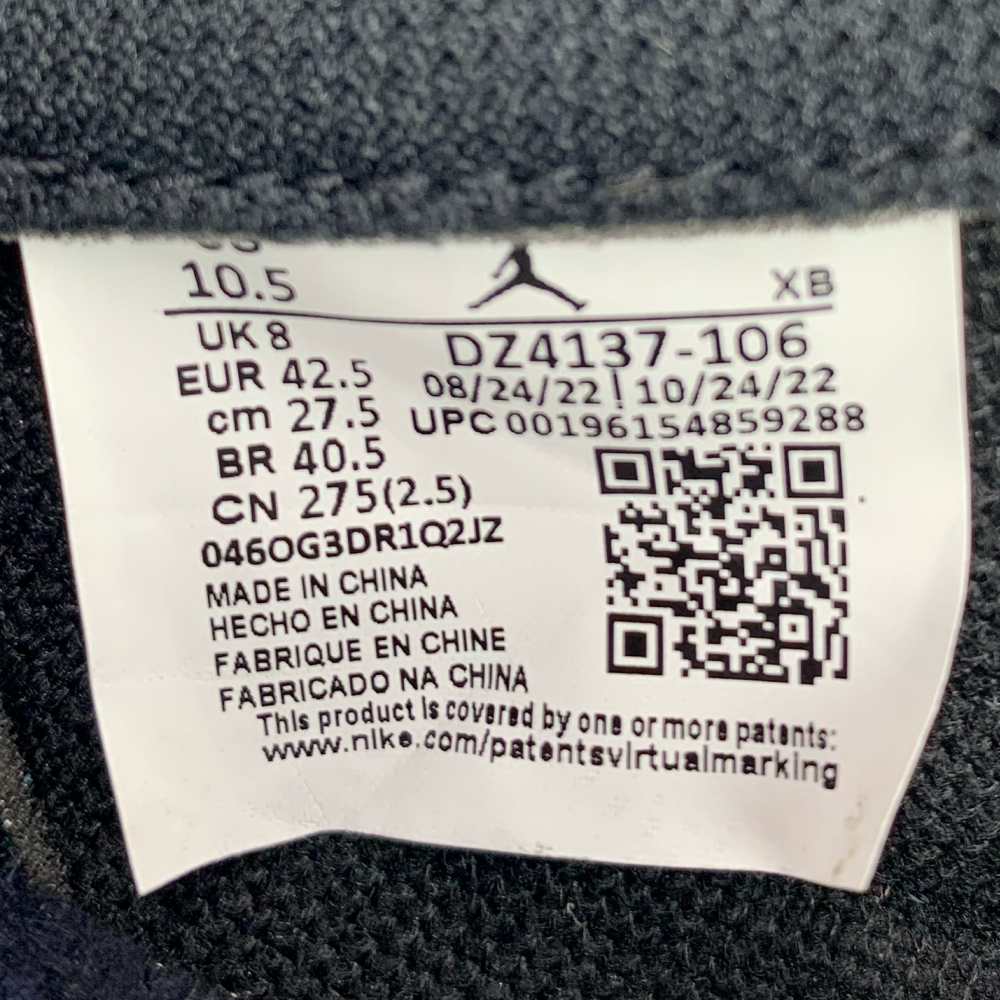 10.5
XB
UK 8
DZ4137-106
EUR 42.5
08/24/22 | 10/24/22
cm 27.5
UPC 00196154859288
BR 40.5
CN 275(2.5)
046OG3DR1Q2JZ
MADE IN CHINA
HECHO EN CHINA
FABRIQUE EN CHINE
FABRICADO NA CHINA
This product is covered by one or more patents:
www.nike.com/patentsvirtualmarking